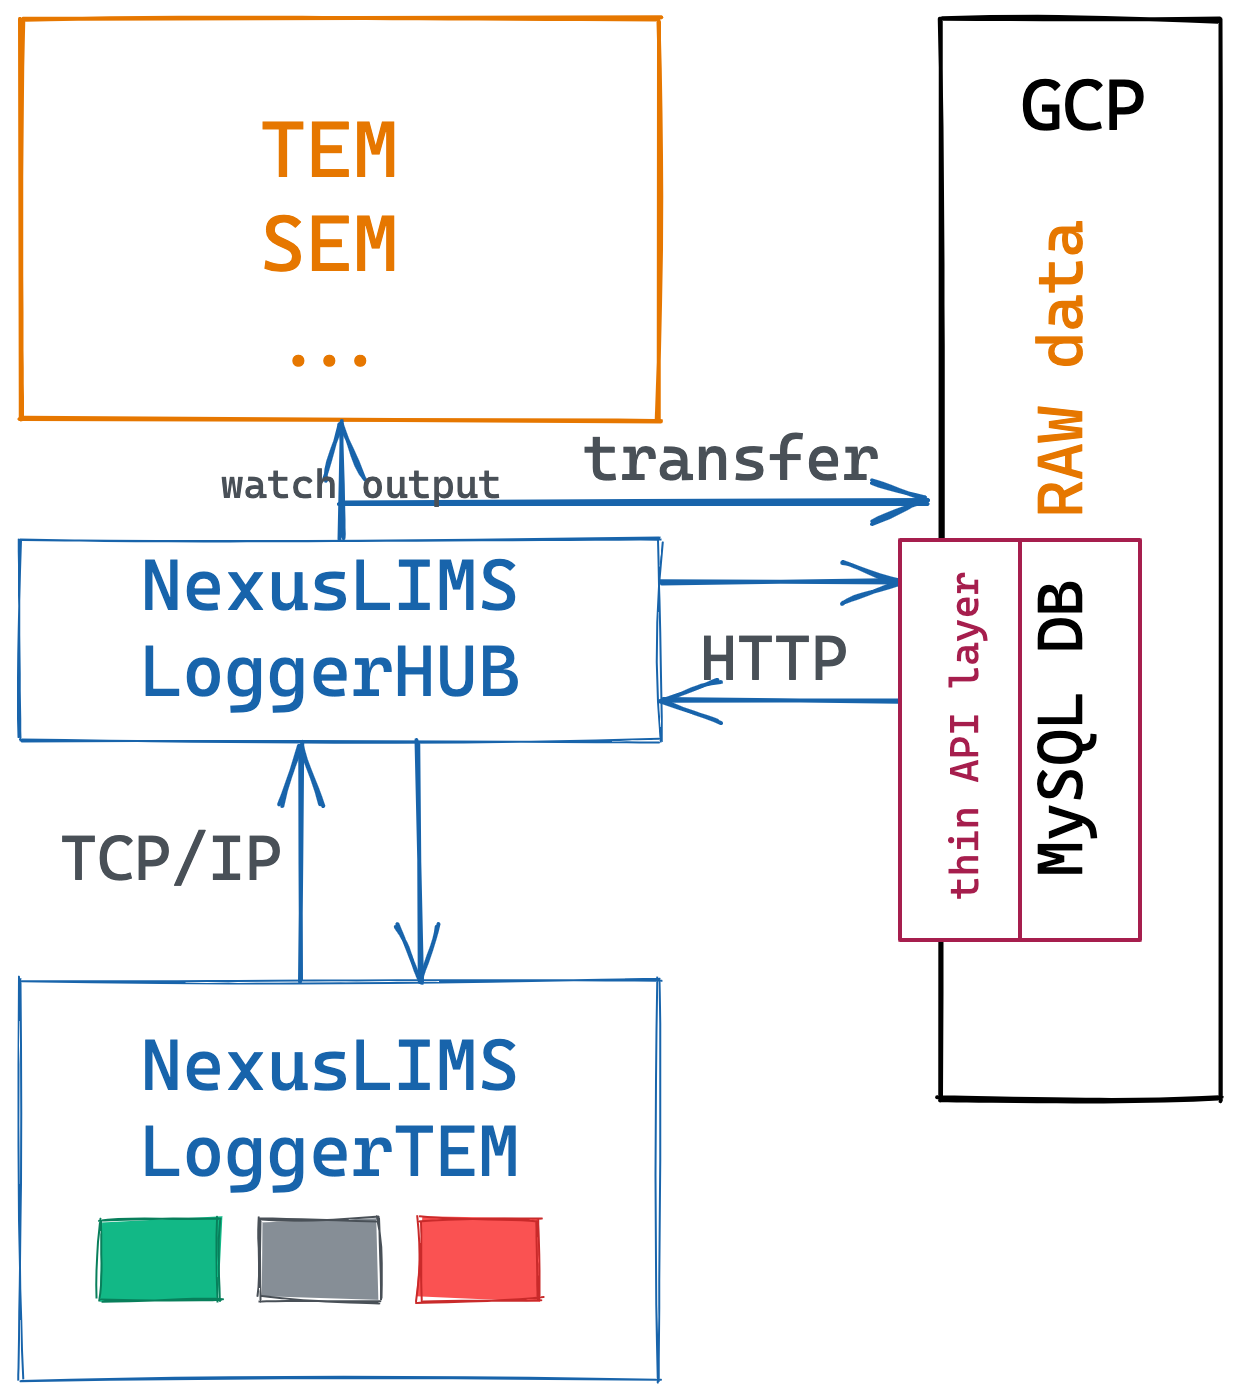 TEM
SEM
...
GCP
RAW data
watch output
transfer
NexusLIMS
LoggerHUB
HTTP
thin API layer
MySQL DB
TCP/IP
NexusLIMS
LoggerTEM